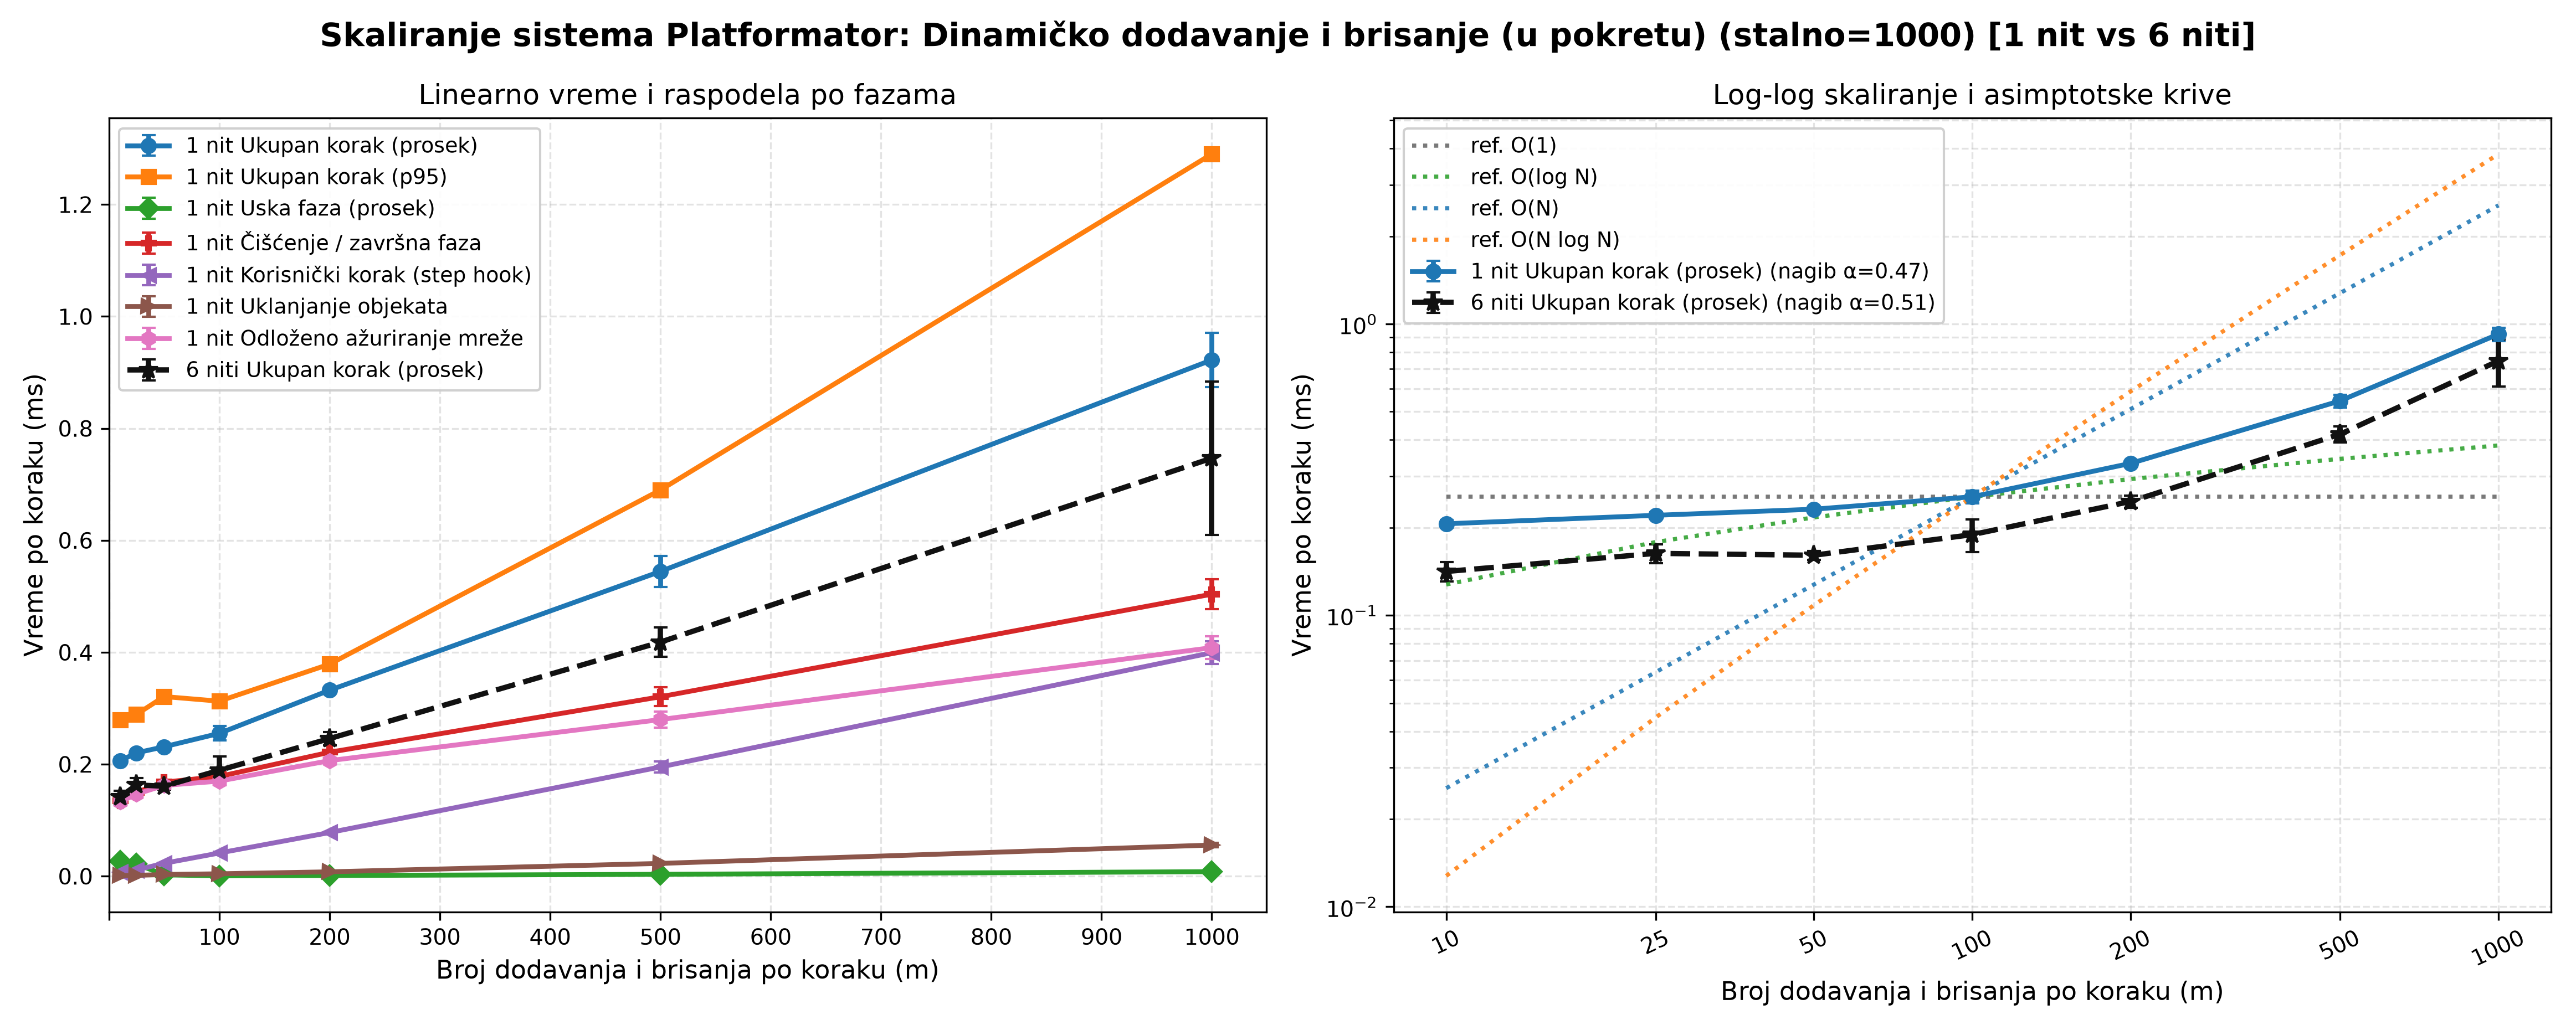 Skaliranje sistema Platformator: Dinamičko dodavanje i brisanje (u pokretu) (stalno=1000) [1 nit vs 6 niti]
Linearno vreme i raspodela po fazama
1 nit Ukupan korak (prosek)
1 nit Ukupan korak (p95)
1 nit Uska faza (prosek)
1 nit Čišćenje / završna faza
1 nit Korisnički korak (step hook)
1 nit Uklanjanje objekata
1 nit Odloženo ažuriranje mreže
6 niti Ukupan korak (prosek)
Vreme po koraku (ms)
1.2
1.0
0.8
0.6
0.4
0.2
0.0
100 200 300 400 500 600 700 800 900 1000
Broj dodavanja i brisanja po koraku (m)
Log-log skaliranje i asimptotske krive
ref. O(1)
ref. O(log N)
ref. O(N)
ref. O(N log N)
1 nit Ukupan korak (prosek) (nagib α=0.47)
6 niti Ukupan korak (prosek) (nagib α=0.51)
Vreme po koraku (ms)
10⁰
10⁻¹
10⁻²
10 25 50 100 200 500 1000
Broj dodavanja i brisanja po koraku (m)